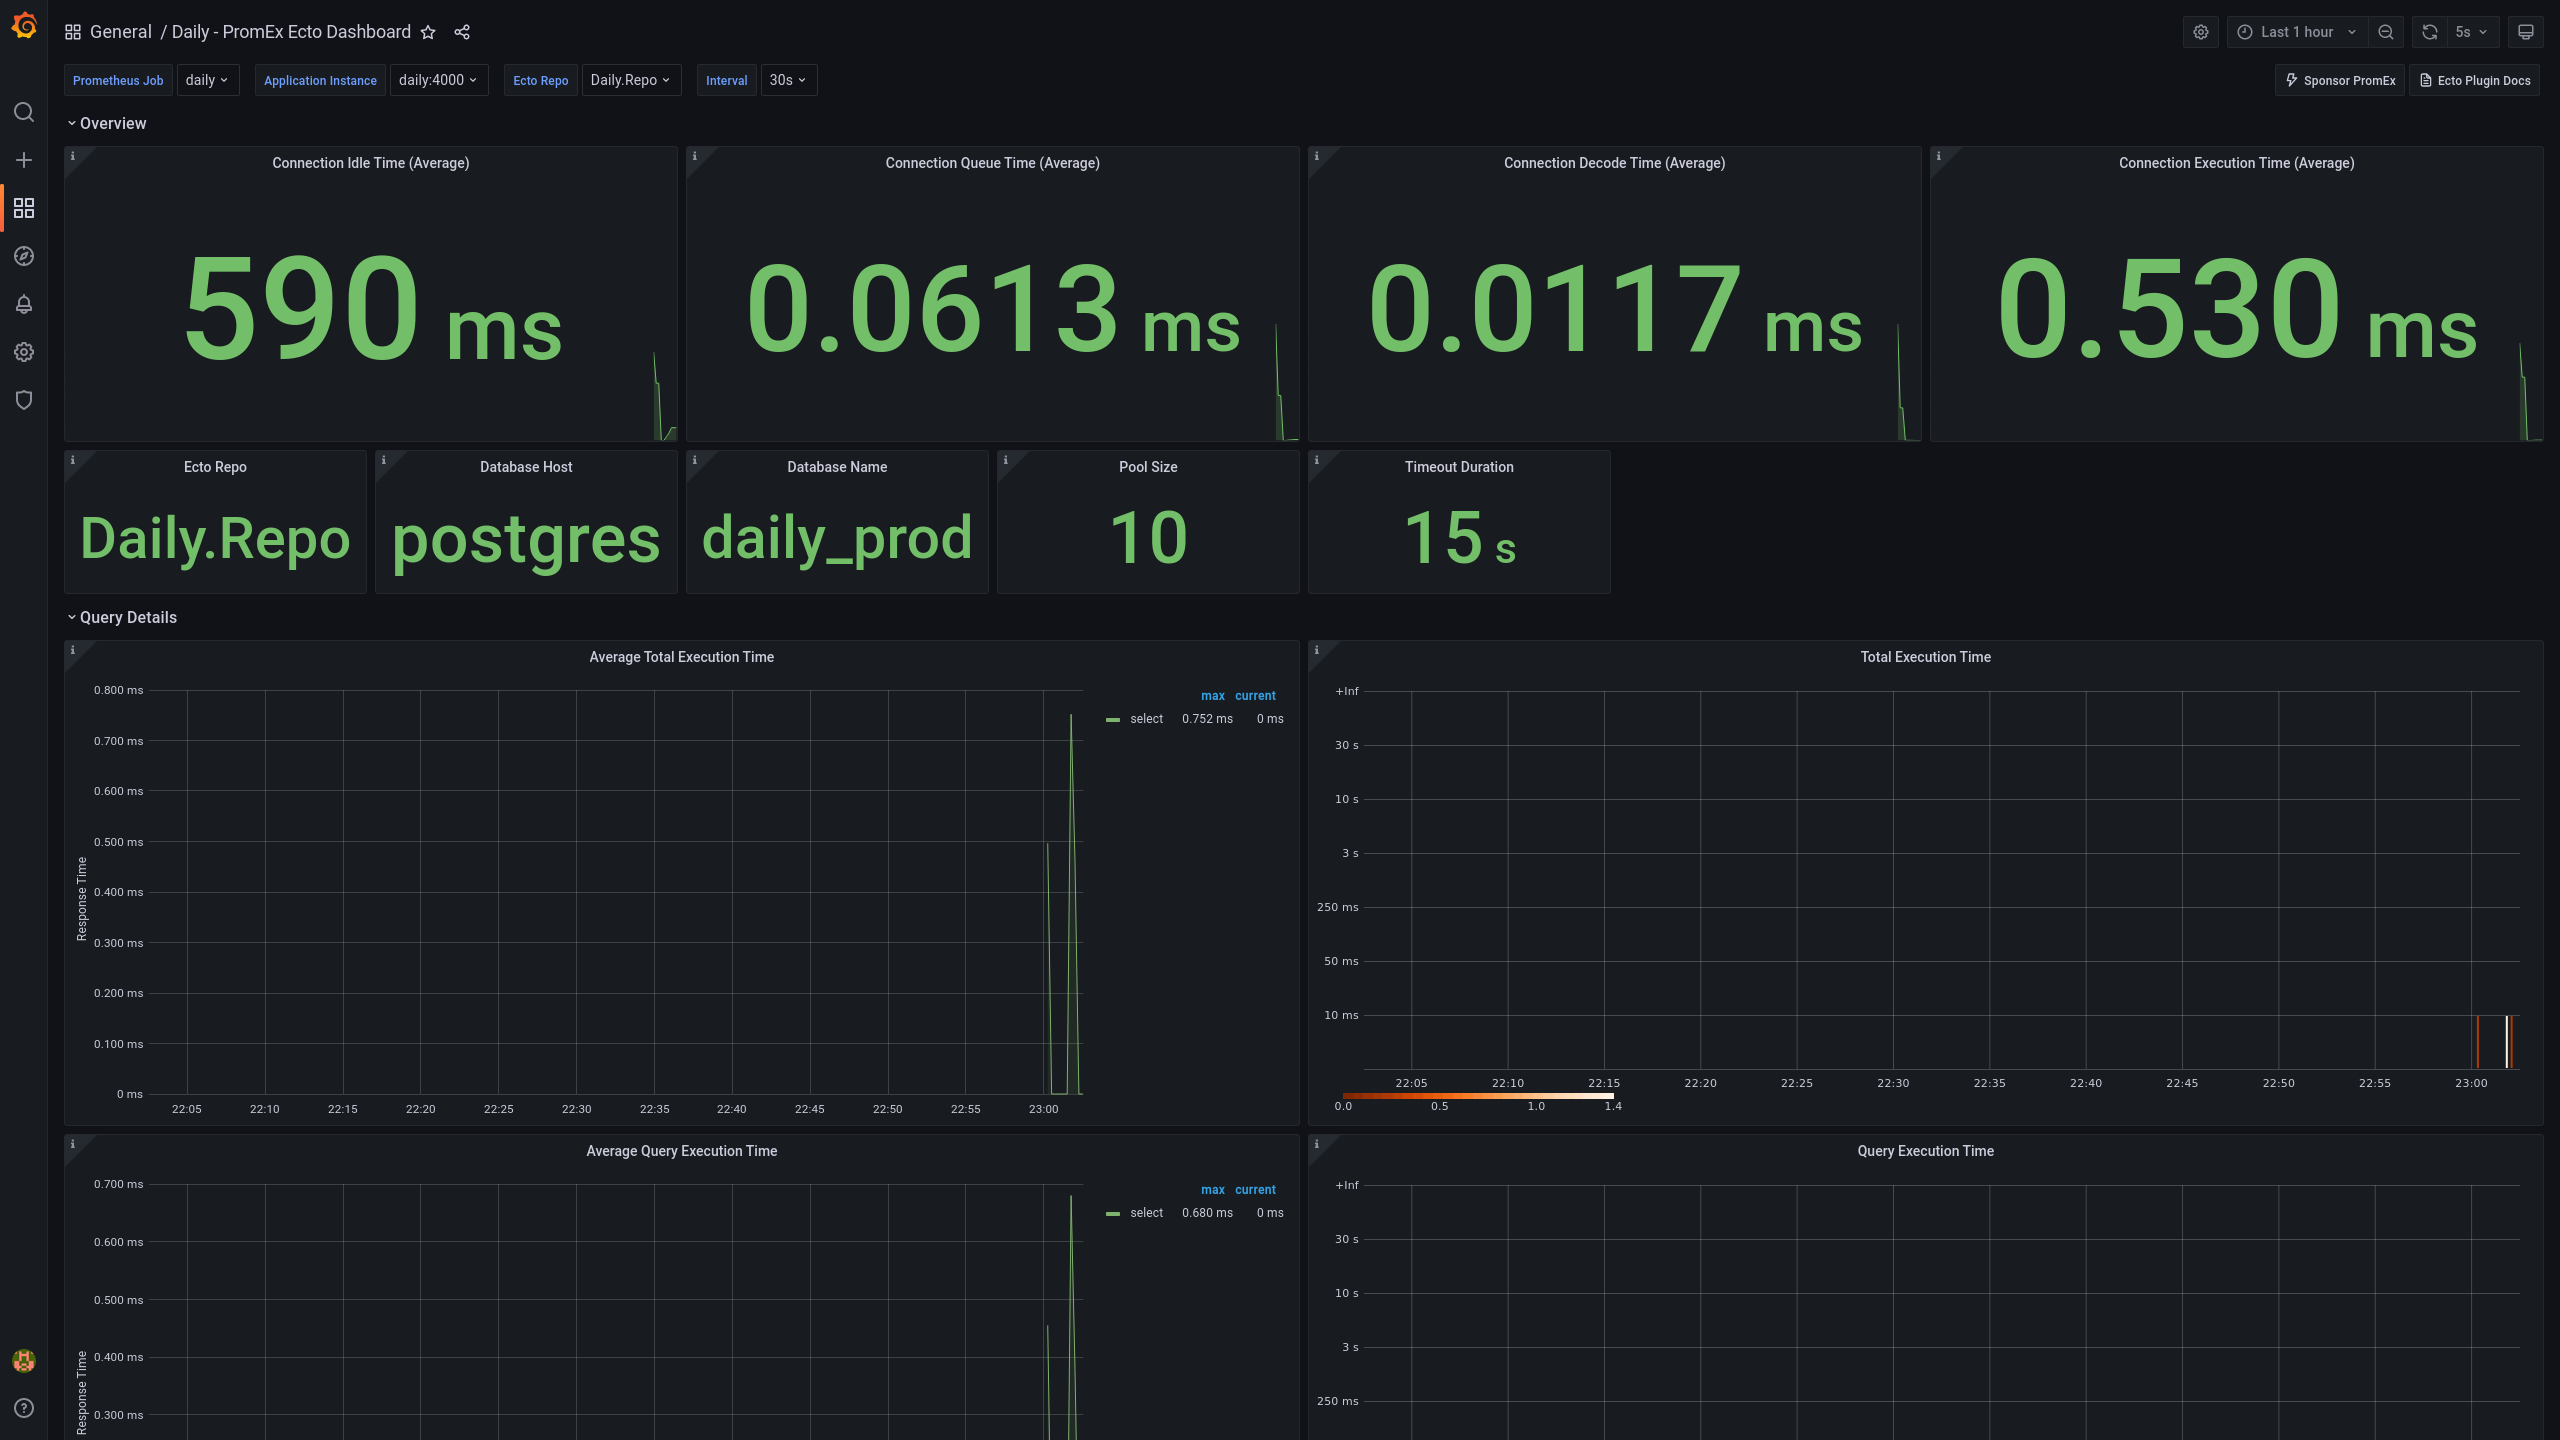 General / Daily - PromEx Ecto Dashboard
Last 1 hour
5s
Prometheus Job daily
Application Instance daily:4000
Ecto Repo Daily.Repo
Interval 30s
Sponsor PromEx
Ecto Plugin Docs
Overview
Connection Idle Time (Average)
590 ms
Connection Queue Time (Average)
0.0613 ms
Connection Decode Time (Average)
0.0117 ms
Connection Execution Time (Average)
0.530 ms
Ecto Repo
Daily.Repo
Database Host
postgres
Database Name
daily_prod
Pool Size
10
Timeout Duration
15 s
Query Details
Average Total Execution Time
Response Time
0.800 ms
0.700 ms
0.600 ms
0.500 ms
0.400 ms
0.300 ms
0.200 ms
0.100 ms
0 ms
22:05 22:10 22:15 22:20 22:25 22:30 22:35 22:40 22:45 22:50 22:55 23:00
max current
select 0.752 ms 0 ms
Total Execution Time
+Inf
30 s
10 s
3 s
250 ms
50 ms
10 ms
22:05 22:10 22:15 22:20 22:25 22:30 22:35 22:40 22:45 22:50 22:55 23:00
0.0 0.5 1.0 1.4
Average Query Execution Time
Response Time
0.700 ms
0.600 ms
0.500 ms
0.400 ms
0.300 ms
max current
select 0.680 ms 0 ms
Query Execution Time
+Inf
30 s
10 s
3 s
250 ms